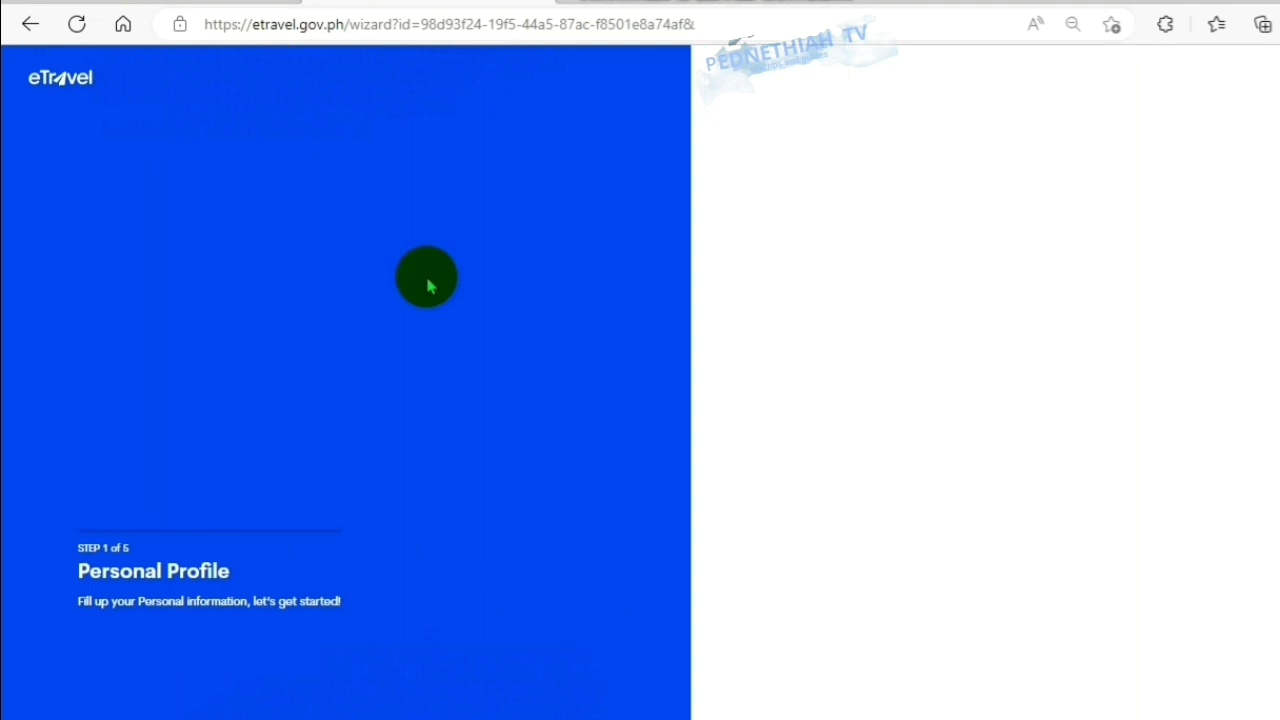 https://etravel.gov.ph/wizard?id=98d93f24-19f5-44a5-87ac-f8501e8a74af&
PEDNETHIAH TV
eTravel
STEP 1 of 5
Personal Profile
Fill up your Personal information, let's get started!